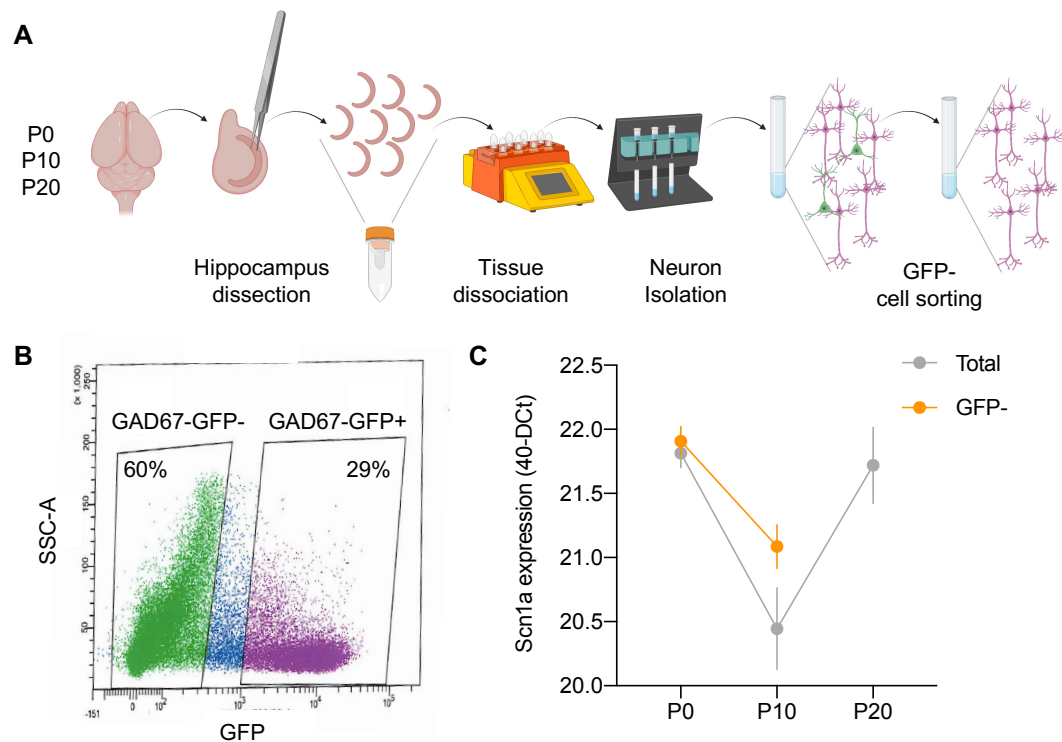 A
P0
P10
P20
Hippocampus
dissection
Tissue
dissociation
Neuron
Isolation
GFP-
cell sorting
B
(x 1,000)
250
200
150
100
50
GAD67-GFP-
GAD67-GFP+
60%
29%
SSC-A
-151
0
10²
10³
10⁴
10⁵
GFP
C
Total
GFP-
Scn1a expression (40-DCt)
22.5
22.0
21.5
21.0
20.5
20.0
P0
P10
P20